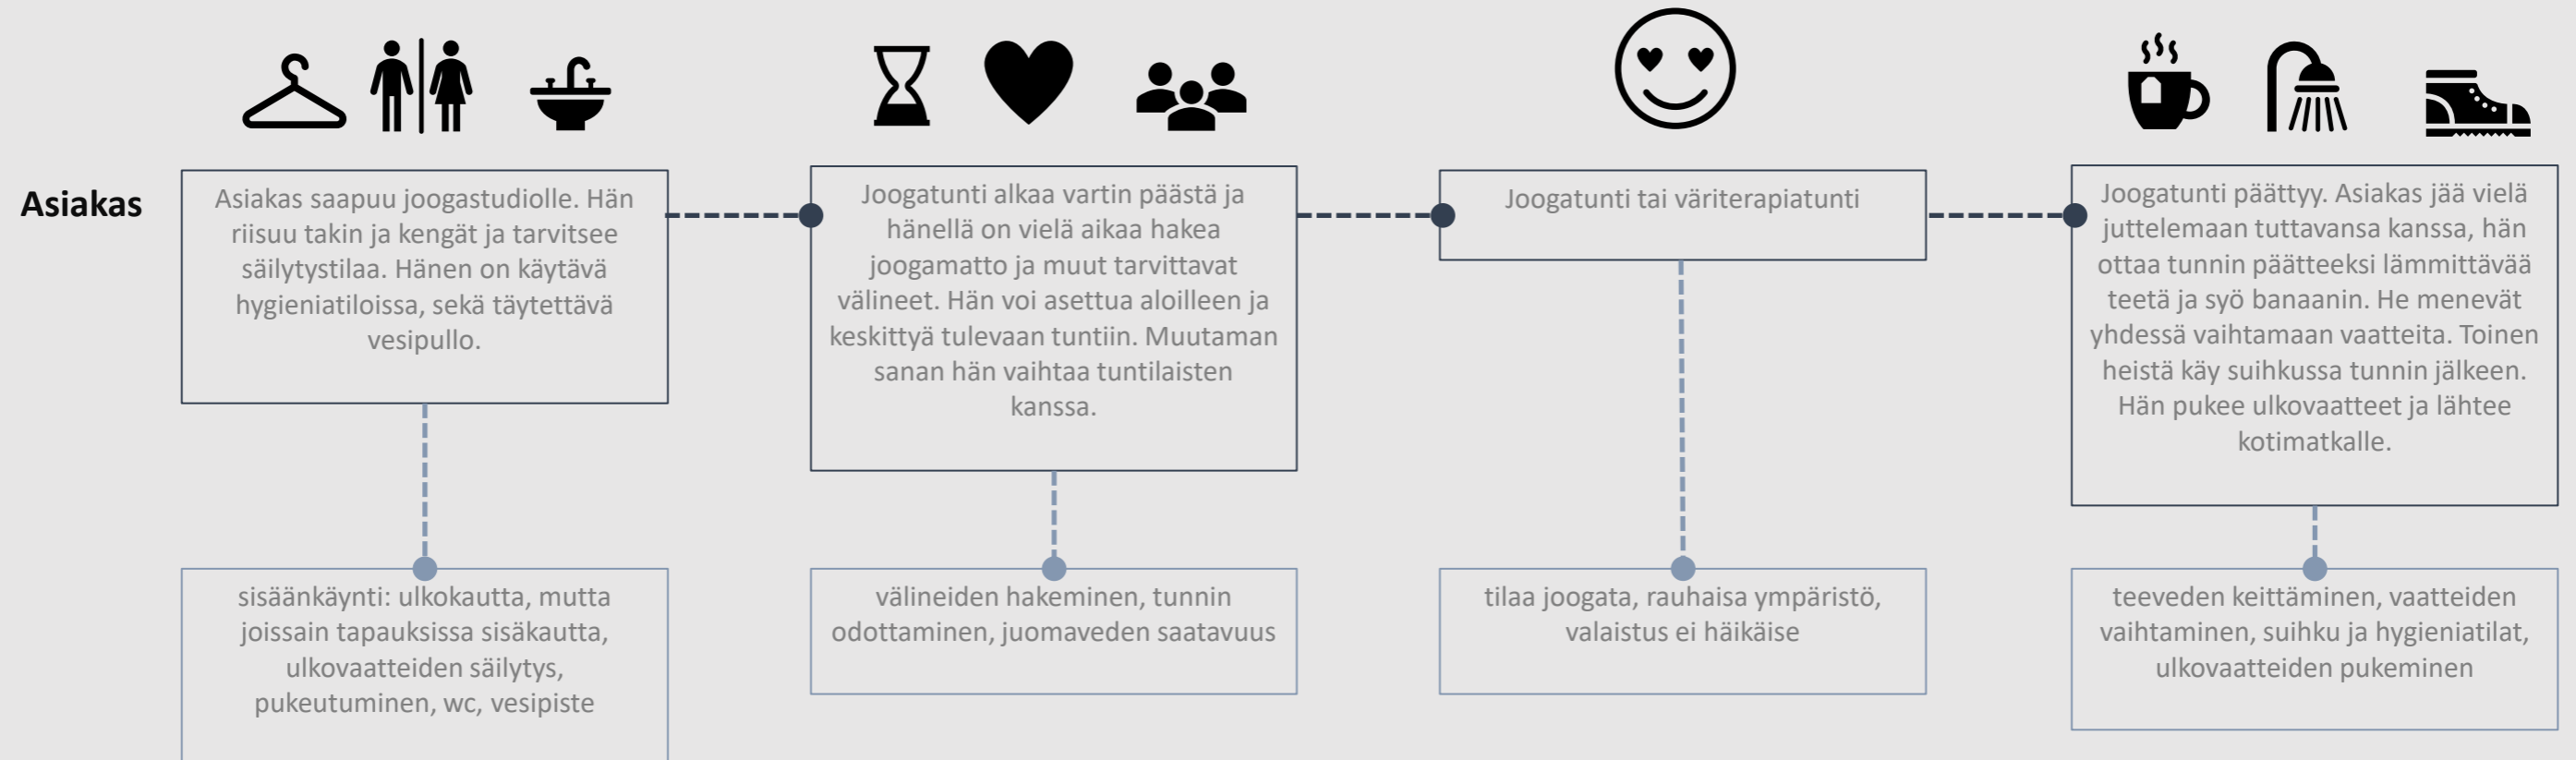 Asiakas
Asiakas saapuu joogastudiolle. Hän
riisuu takin ja kengät ja tarvitsee
säilytystilaa. Hänen on käytävä
hygieniatiloissa, sekä täytettävä
vesipullo.
Joogatunti alkaa vartin päästä ja
hänellä on vielä aikaa hakea
joogamatto ja muut tarvittavat
välineet. Hän voi asettua aloilleen ja
keskittyä tulevaan tuntiin. Muutaman
sanan hän vaihtaa tuntilaisten
kanssa.
Joogatunti tai väriterapiatunti
Joogatunti päättyy. Asiakas jää vielä
juttelemaan tuttavansa kanssa, hän
ottaa tunnin päätteeksi lämmittävää
teetä ja syö banaanin. He menevät
yhdessä vaihtamaan vaatteita. Toinen
heistä käy suihkussa tunnin jälkeen.
Hän pukee ulkovaatteet ja lähtee
kotimatkalle.
sisäänkäynti: ulkokautta, mutta
joissain tapauksissa sisäkautta,
ulkovaatteiden säilytys,
pukeutuminen, wc, vesipiste
välineiden hakeminen, tunnin
odottaminen, juomaveden saatavuus
tilaa joogata, rauhaisa ympäristö,
valaistus ei häikäise
teeveden keittäminen, vaatteiden
vaihtaminen, suihku ja hygieniatilat,
ulkovaatteiden pukeminen